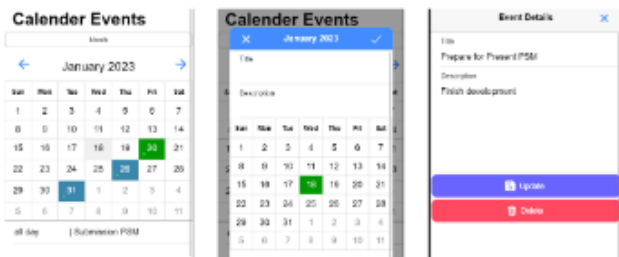 Calender Events
Month
January 2023
Sun Mon Tue Wed Thu Fri Sat
1 2 3 4 5 6 7
8 9 10 11 12 13 14
15 16 17 18 19 20 21
22 23 24 25 26 27 28
29 30 31 1 2 3 4
5 6 7 8 9 10 11
all day | Submission PSM
Calender Events
January 2023
Title
Description
Sun Mon Tue Wed Thu Fri Sat
1 2 3 4 5 6 7
8 9 10 11 12 13 14
15 16 17 18 19 20 21
22 23 24 25 26 27 28
29 30 31 1 2 3 4
5 6 7 8 9 10 11
Event Details
Title
Prepare for Present PSM
Description
Finish development
Update
Delete